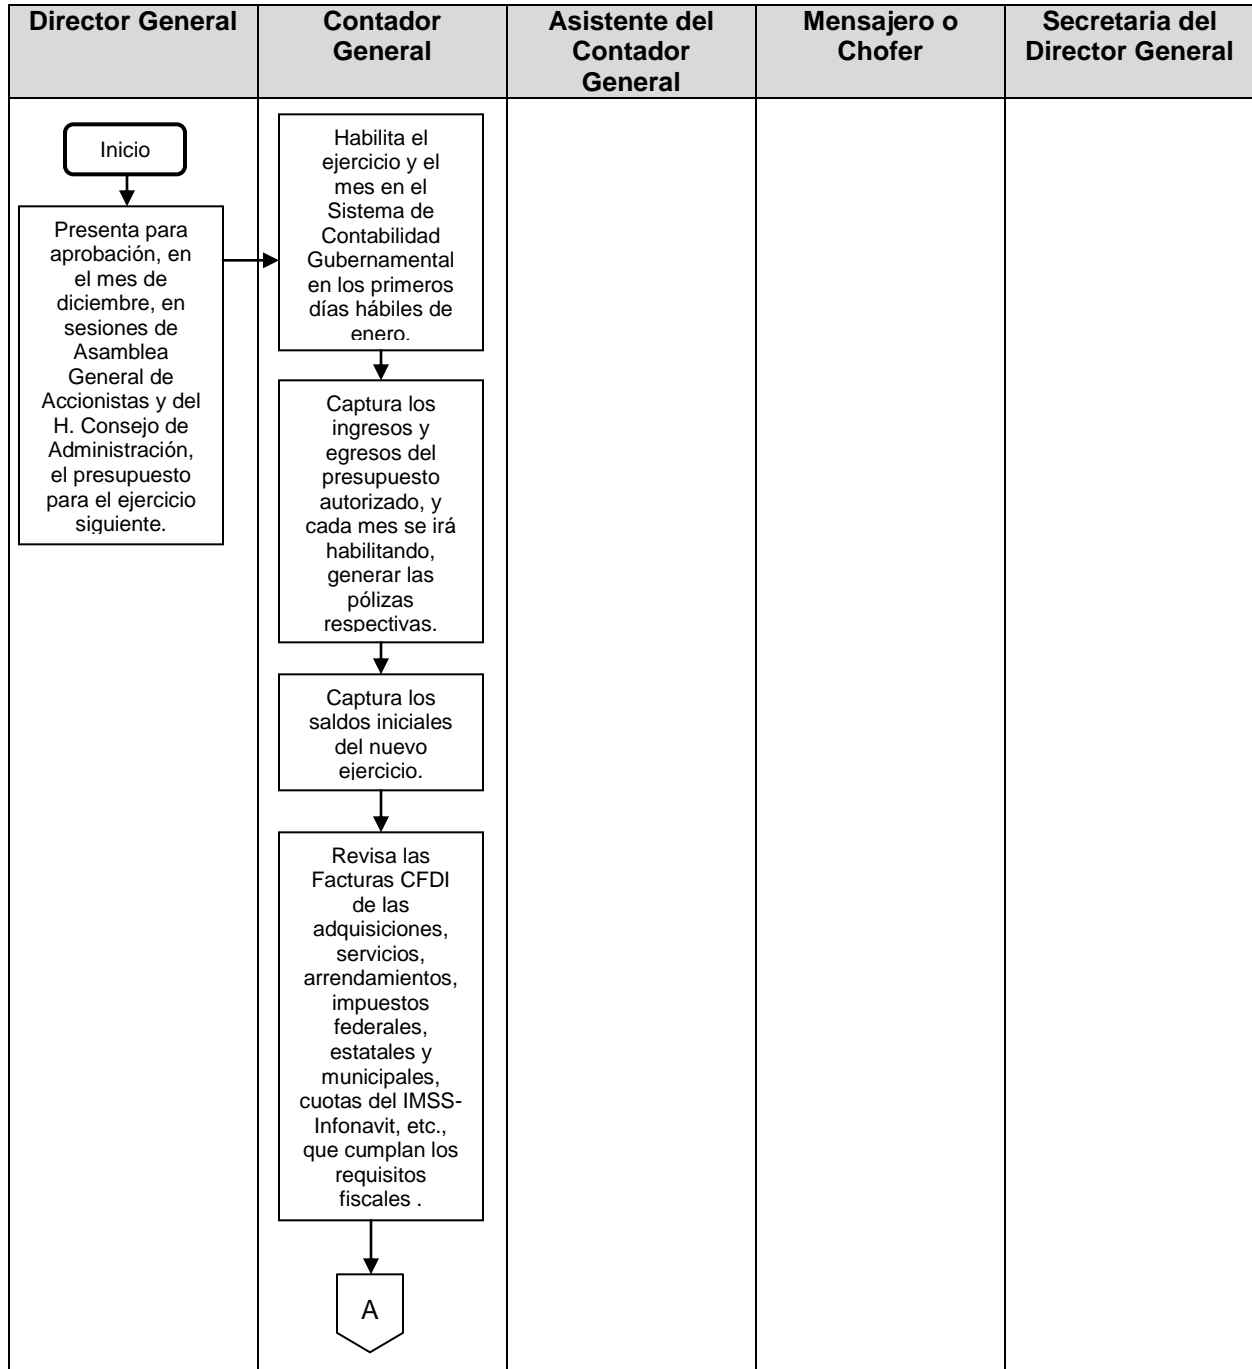 Director General
Contador
General
Asistente del
Contador
General
Mensajero o
Chofer
Secretaria del
Director General
Inicio
Presenta para
aprobación, en
el mes de
diciembre, en
sesiones de
Asamblea
General de
Accionistas y del
H. Consejo de
Administración,
el presupuesto
para el ejercicio
siguiente.
Habilita el
ejercicio y el
mes en el
Sistema de
Contabilidad
Gubernamental
en los primeros
días hábiles de
enero.
Captura los
ingresos y
egresos del
presupuesto
autorizado, y
cada mes se irá
habilitando,
generar las
pólizas
respectivas.
Captura los
saldos iniciales
del nuevo
ejercicio.
Revisa las
Facturas CFDI
de las
adquisiciones,
servicios,
arrendamientos,
impuestos
federales,
estatales y
municipales,
cuotas del IMSS-
Infonavit, etc.,
que cumplan los
requisitos
fiscales .
A